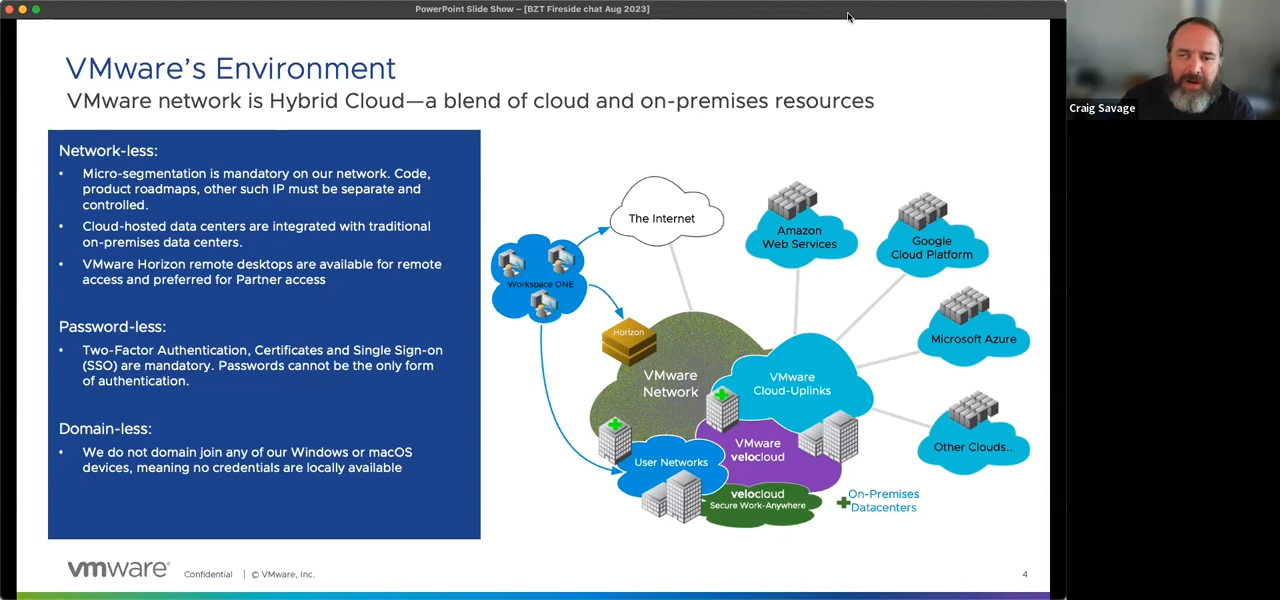 PowerPoint Slide Show – [BZT Fireside chat Aug 2023]
VMware's Environment
VMware network is Hybrid Cloud—a blend of cloud and on-premises resources
Network-less:
• Micro-segmentation is mandatory on our network. Code,
product roadmaps, other such IP must be separate and
controlled.
• Cloud-hosted data centers are integrated with traditional
on-premises data centers.
• VMware Horizon remote desktops are available for remote
access and preferred for Partner access
Password-less:
• Two-Factor Authentication, Certificates and Single Sign-on
(SSO) are mandatory. Passwords cannot be the only form
of authentication.
Domain-less:
• We do not domain join any of our Windows or macOS
devices, meaning no credentials are locally available
The Internet
Amazon
Web Services
Google
Cloud Platform
Workspace ONE
Horizon
Microsoft Azure
VMware
Network
VMware
Cloud-Uplinks
Other Clouds..
VMware
velocloud
User Networks
velocloud
Secure Work-Anywhere
On-Premises
Datacenters
vmware®
Confidential | © VMware, Inc.
4
Craig Savage